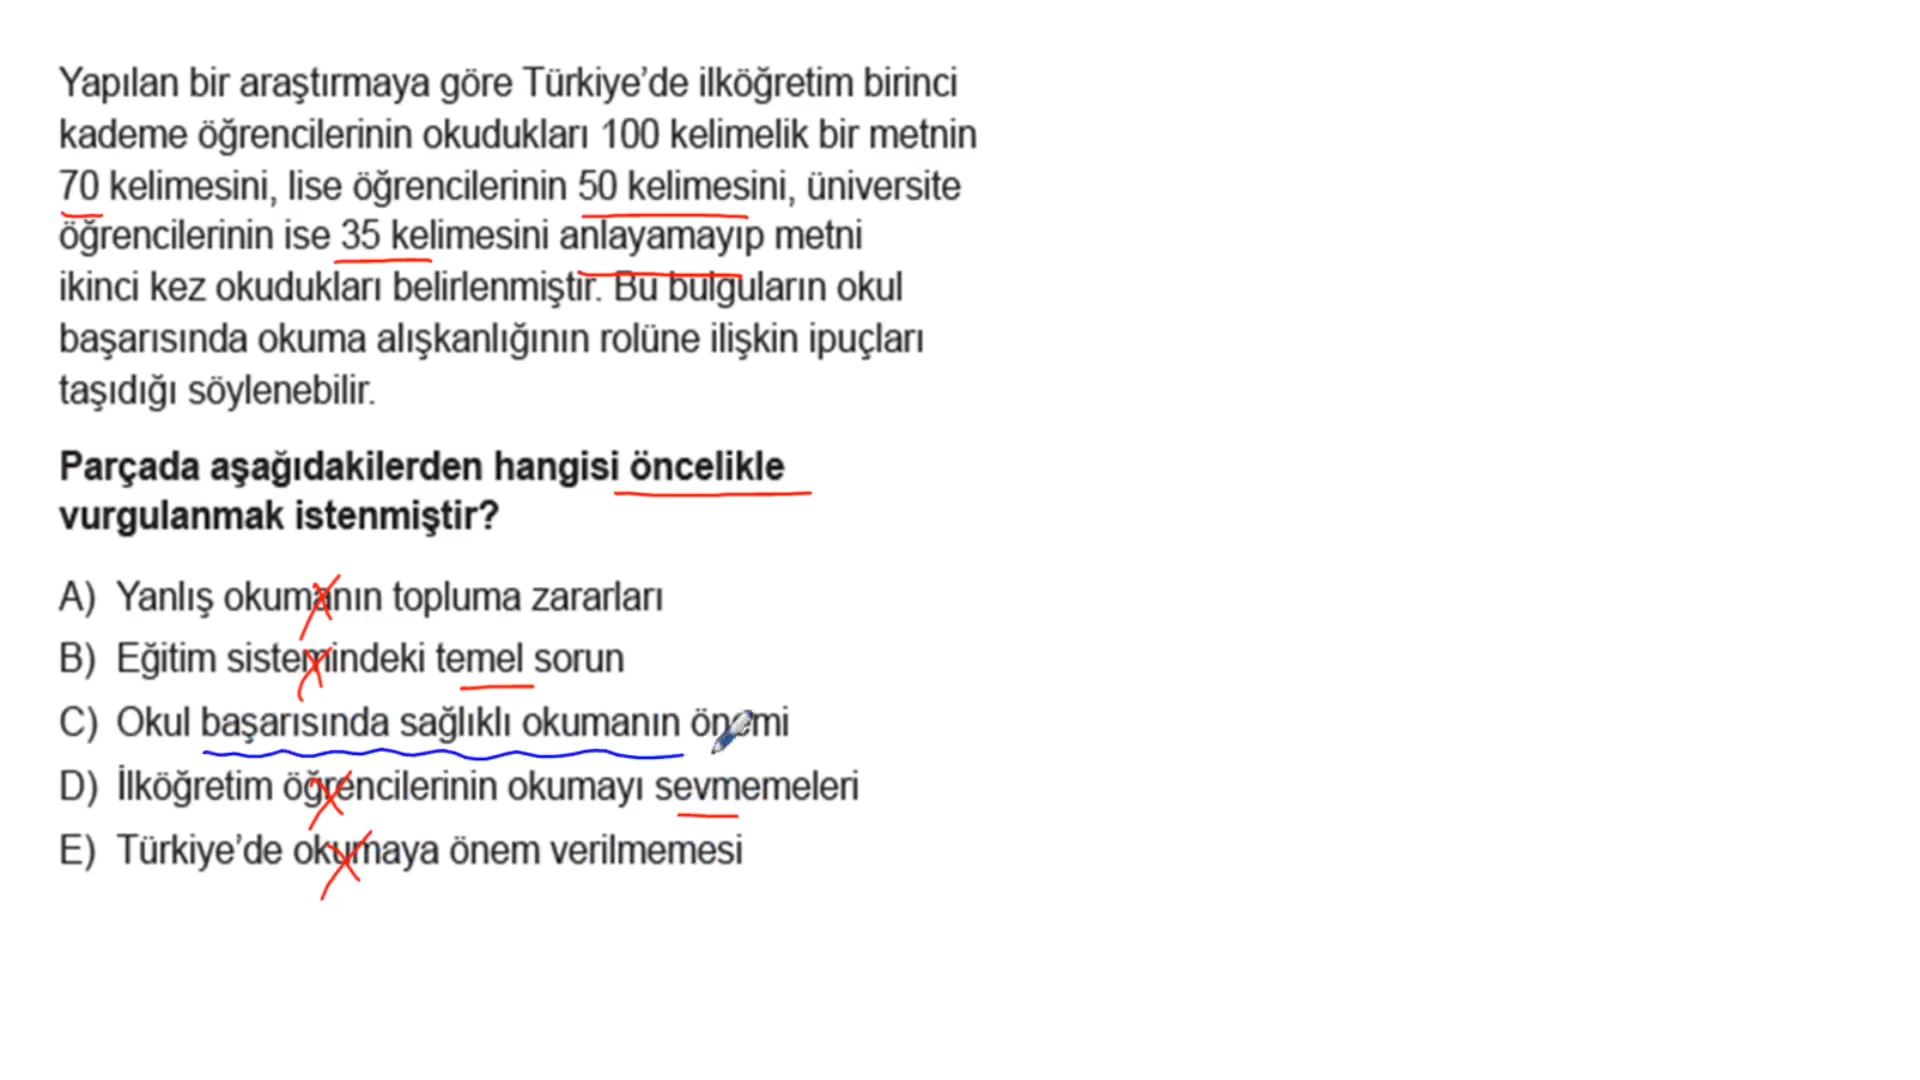 Yapılan bir araştırmaya göre Türkiye’de ilköğretim birinci
kademe öğrencilerinin okudukları 100 kelimelik bir metnin
70 kelimesini, lise öğrencilerinin 50 kelimesini, üniversite
öğrencilerinin ise 35 kelimesini anlayamayıp metni
ikinci kez okudukları belirlenmiştir. Bu bulguların okul
başarısında okuma alışkanlığının rolüne ilişkin ipuçları
taşıdığı söylenebilir.
Parçada aşağıdakilerden hangisi öncelikle
vurgulanmak istenmiştir?
A) Yanlış okumanın topluma zararları
B) Eğitim sistemindeki temel sorun
C) Okul başarısında sağlıklı okumanın önemi
D) İlköğretim öğrencilerinin okumayı sevmemeleri
E) Türkiye’de okumaya önem verilmemesi